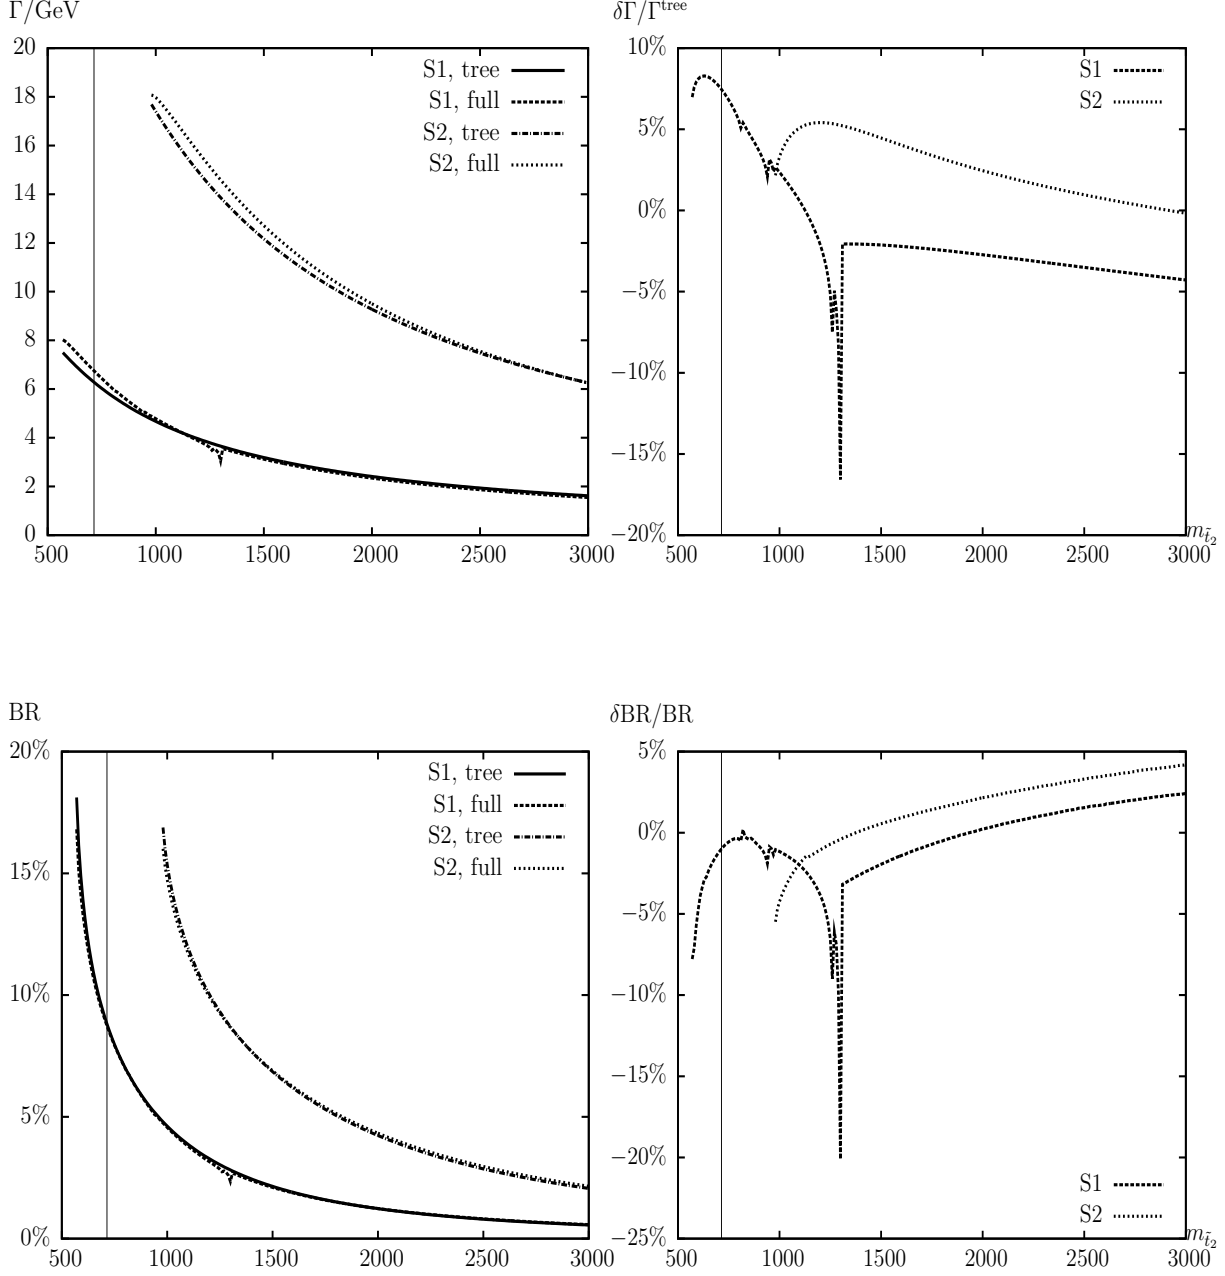 Γ/GeV
20
18
16
14
12
10
8
6
4
2
0
500 1000 1500 2000 2500 3000
S1, tree
S1, full
S2, tree
S2, full
δΓ/Γ^tree
10%
5%
0%
−5%
−10%
−15%
−20%
500 1000 1500 2000 2500 3000
m_t̃₂
S1
S2
BR
20%
15%
10%
5%
0%
500 1000 1500 2000 2500 3000
S1, tree
S1, full
S2, tree
S2, full
δBR/BR
5%
0%
−5%
−10%
−15%
−20%
−25%
500 1000 1500 2000 2500 3000
m_t̃₂
S1
S2